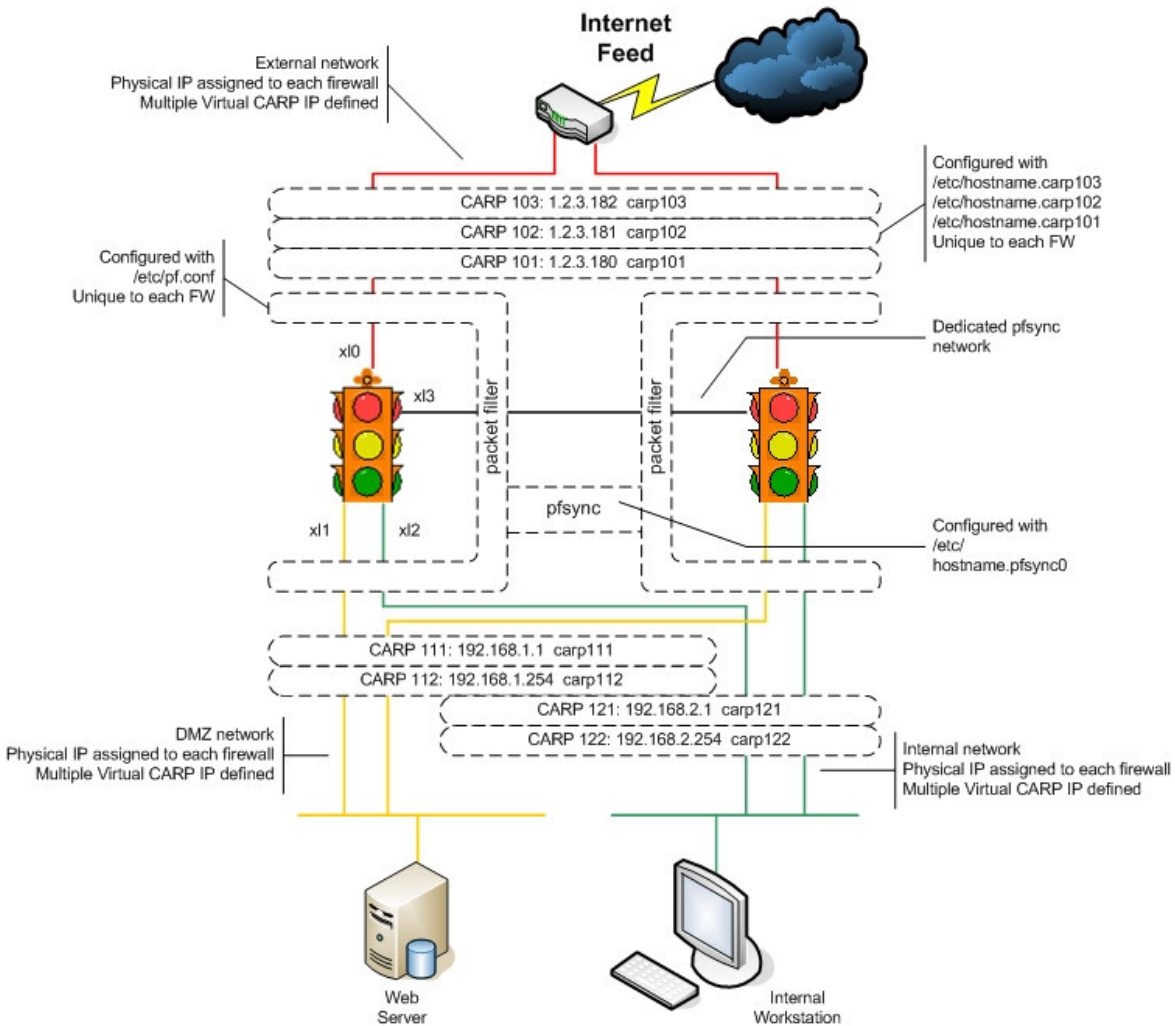 Internet
Feed
External network
Physical IP assigned to each firewall
Multiple Virtual CARP IP defined
CARP 103: 1.2.3.182 carp103
CARP 102: 1.2.3.181 carp102
CARP 101: 1.2.3.180 carp101
Configured with
/etc/hostname.carp103
/etc/hostname.carp102
/etc/hostname.carp101
Unique to each FW
Configured with
/etc/pf.conf
Unique to each FW
Dedicated pfsync
network
xl0
xl3
packet filter
packet filter
pfsync
xl1
xl2
Configured with
/etc/
hostname.pfsync0
CARP 111: 192.168.1.1 carp111
CARP 112: 192.168.1.254 carp112
CARP 121: 192.168.2.1 carp121
CARP 122: 192.168.2.254 carp122
DMZ network
Physical IP assigned to each firewall
Multiple Virtual CARP IP defined
Internal network
Physical IP assigned to each firewall
Multiple Virtual CARP IP defined
Web
Server
Internal
Workstation